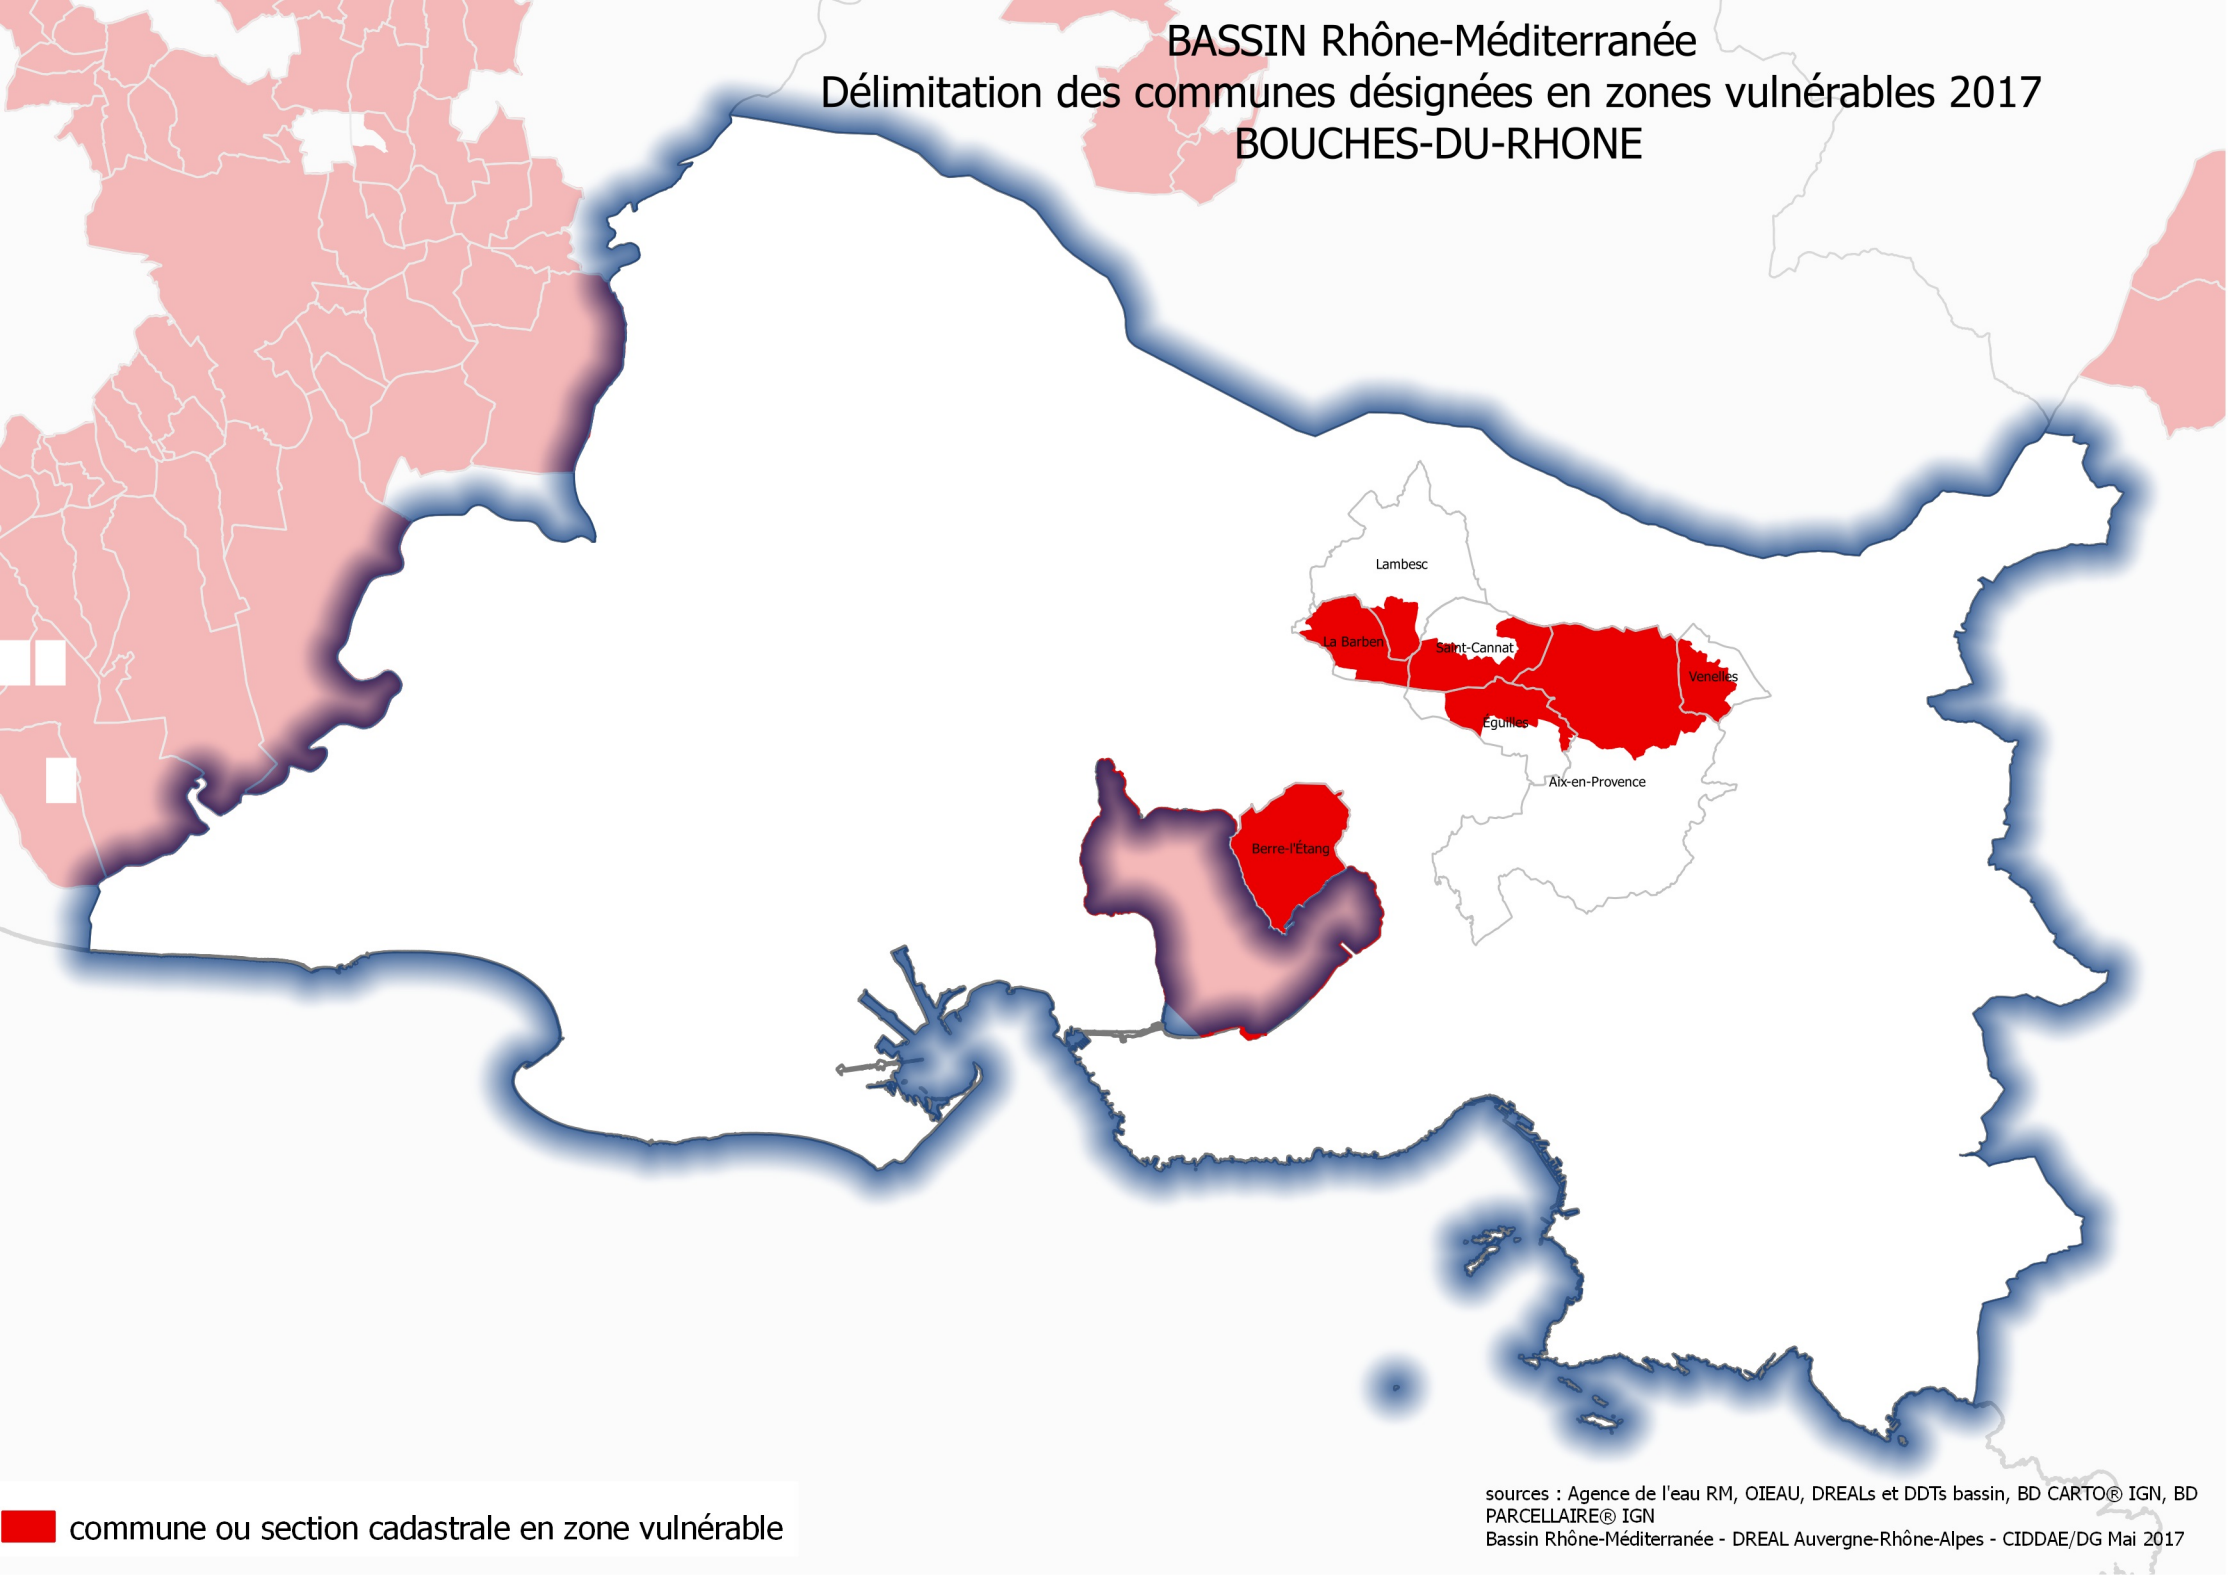 BASSIN Rhône-Méditerranée
Délimitation des communes désignées en zones vulnérables 2017
BOUCHES-DU-RHONE
Lambesc
La Barben
Saint-Cannat
Venelles
Eguilles
Aix-en-Provence
Berre-l'Étang
commune ou section cadastrale en zone vulnérable
sources : Agence de l'eau RM, OIEAU, DREALs et DDTs bassin, BD CARTO® IGN, BD
PARCELLAIRE® IGN
Bassin Rhône-Méditerranée - DREAL Auvergne-Rhône-Alpes - CIDDAE/DG Mai 2017